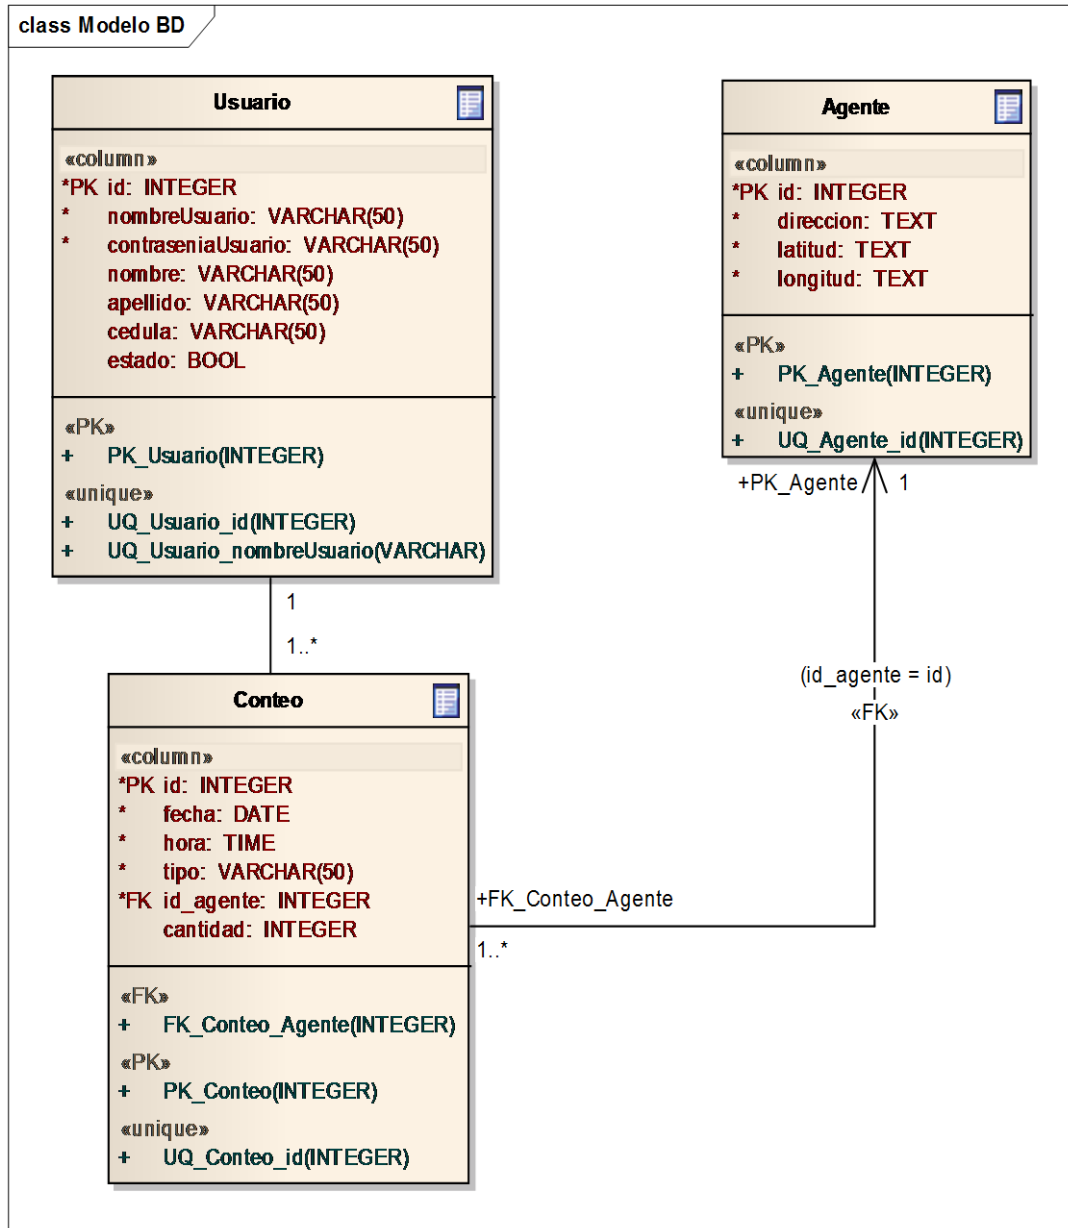 class Modelo BD
Usuario
«column»
*PK id: INTEGER
* nombreUsuario: VARCHAR(50)
* contraseniaUsuario: VARCHAR(50)
nombre: VARCHAR(50)
apellido: VARCHAR(50)
cedula: VARCHAR(50)
estado: BOOL
«PK»
+ PK_Usuario(INTEGER)
«unique»
+ UQ_Usuario_id(INTEGER)
+ UQ_Usuario_nombreUsuario(VARCHAR)
Agente
«column»
*PK id: INTEGER
* direccion: TEXT
* latitud: TEXT
* longitud: TEXT
«PK»
+ PK_Agente(INTEGER)
«unique»
+ UQ_Agente_id(INTEGER)
+PK_Agente 1
1
1..*
(id_agente = id)
«FK»
Conteo
«column»
*PK id: INTEGER
* fecha: DATE
* hora: TIME
* tipo: VARCHAR(50)
*FK id_agente: INTEGER
cantidad: INTEGER
«FK»
+ FK_Conteo_Agente(INTEGER)
«PK»
+ PK_Conteo(INTEGER)
«unique»
+ UQ_Conteo_id(INTEGER)
+FK_Conteo_Agente
1..*